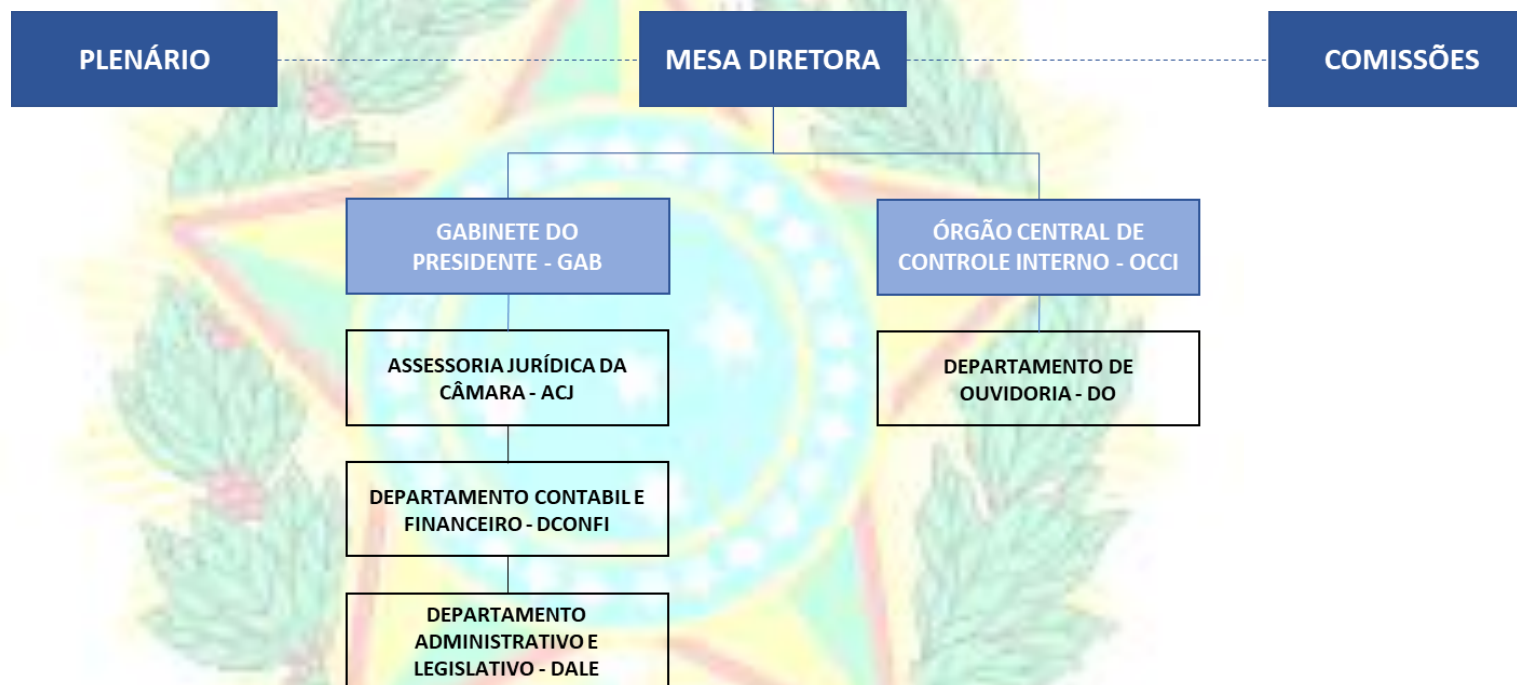 PLENÁRIO
MESA DIRETORA
COMISSÕES
GABINETE DO
PRESIDENTE - GAB
ÓRGÃO CENTRAL DE
CONTROLE INTERNO - OCCI
ASSESSORIA JURÍDICA DA
CÂMARA - ACJ
DEPARTAMENTO DE
OUVIDORIA - DO
DEPARTAMENTO CONTABIL E
FINANCEIRO - DCONFI
DEPARTAMENTO
ADMINISTRATIVO E
LEGISLATIVO - DALE